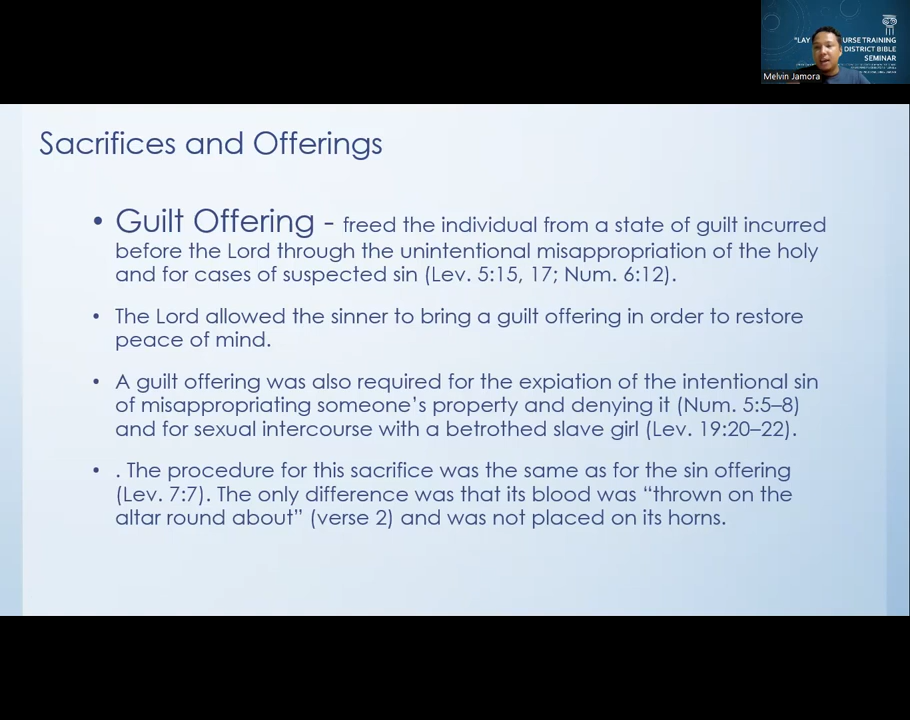 "LAY
URSE TRAINING
DISTRICT BIBLE
SEMINAR
Melvin Jamora
Sacrifices and Offerings
• Guilt Offering - freed the individual from a state of guilt incurred
before the Lord through the unintentional misappropriation of the holy
and for cases of suspected sin (Lev. 5:15, 17; Num. 6:12).
• The Lord allowed the sinner to bring a guilt offering in order to restore
peace of mind.
• A guilt offering was also required for the expiation of the intentional sin
of misappropriating someone’s property and denying it (Num. 5:5–8)
and for sexual intercourse with a betrothed slave girl (Lev. 19:20–22).
• . The procedure for this sacrifice was the same as for the sin offering
(Lev. 7:7). The only difference was that its blood was “thrown on the
altar round about” (verse 2) and was not placed on its horns.